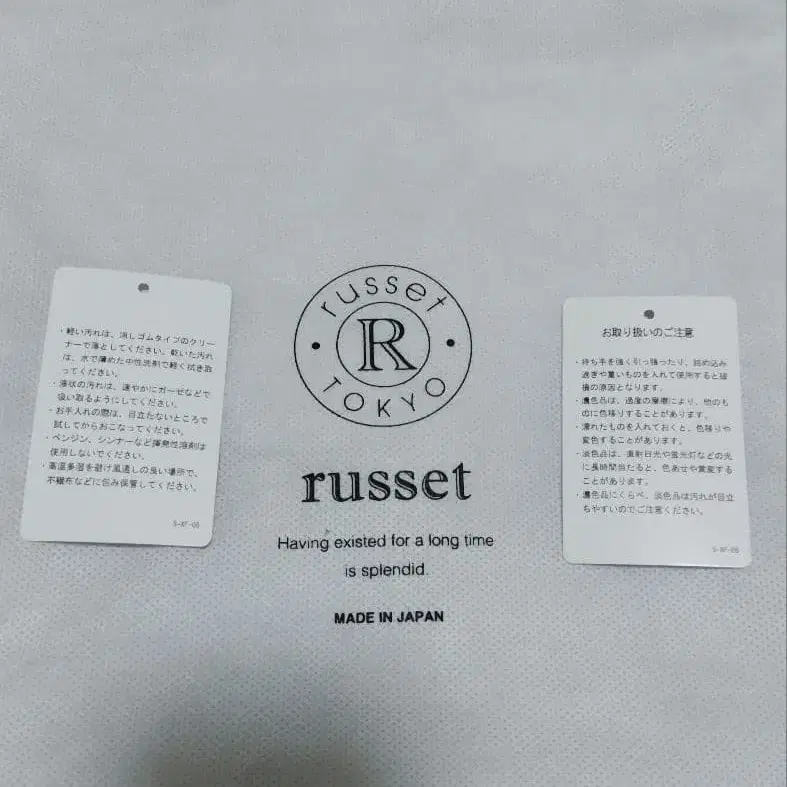 ・軽い汚れは、消しゴムタイプのクリー
ナーで落としてください。乾いた汚れ
は、水で薄めた中性洗剤で軽く拭き取
ってください。
・液状の汚れは、速やかにガーゼなどで
吸い取るようにしてください。
・お手入れの際は、目立たないところで
試してからおこなってください。
・ベンジン、シンナーなど揮発性溶剤は
使用しないでください。
・高温多湿を避け風通しの良い場所で、
不織布などに包み保管してください。
S-AF-06
russet
R
TOKYO
russet
Having existed for a long time
is splendid.
MADE IN JAPAN
お取り扱いのご注意
・持ち手を強く引っ張ったり、詰め込み
過ぎや重いものを入れて使用すると破
損の原因となります。
・濃色品は、過度の摩擦により、他のも
のに色移りすることがあります。
・濡れたものを入れておくと、色移りや
変色することがあります。
・淡色品は、直射日光や蛍光灯などの光
に長時間当たると、色あせや黄変する
ことがあります。
・濃色品にくらべ、淡色品は汚れが目立
ちやすいのでご注意ください。
S-AF-06